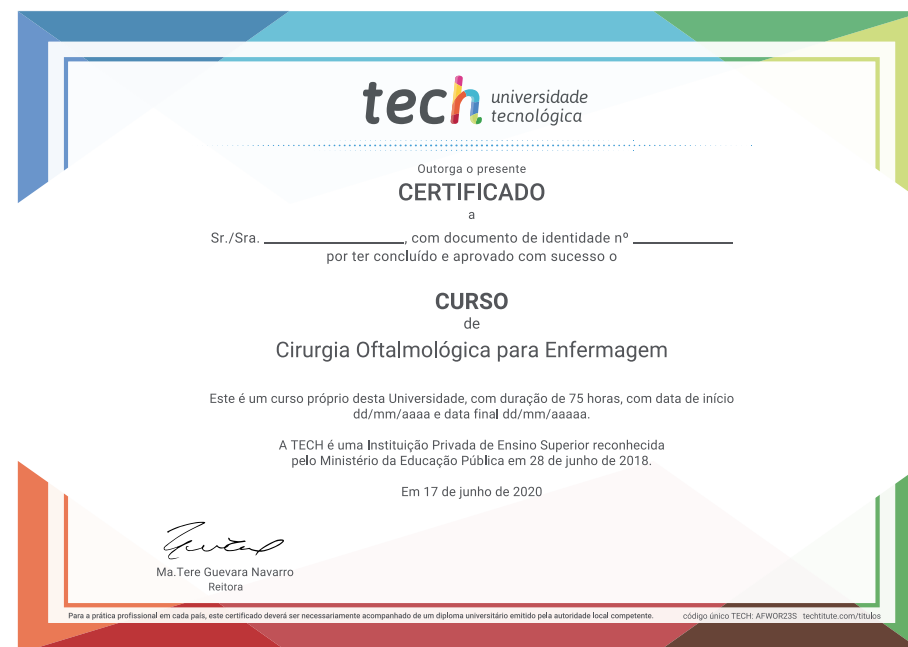 tech universidade
tecnológica
Outorga o presente
CERTIFICADO
a
Sr./Sra. ____________________, com documento de identidade nº ______________
por ter concluído e aprovado com sucesso o
CURSO
de
Cirurgia Oftalmológica para Enfermagem
Este é um curso próprio desta Universidade, com duração de 75 horas, com data de início
dd/mm/aaaa e data final dd/mm/aaaaa.
A TECH é uma Instituição Privada de Ensino Superior reconhecida
pelo Ministério da Educação Pública em 28 de junho de 2018.
Em 17 de junho de 2020
Ma.Tere Guevara Navarro
Reitora
Para a prática profissional em cada país, este certificado deverá ser necessariamente acompanhado de um diploma universitário emitido pela autoridade local competente. código único TECH: AFWOR23S techtitute.com/titulos